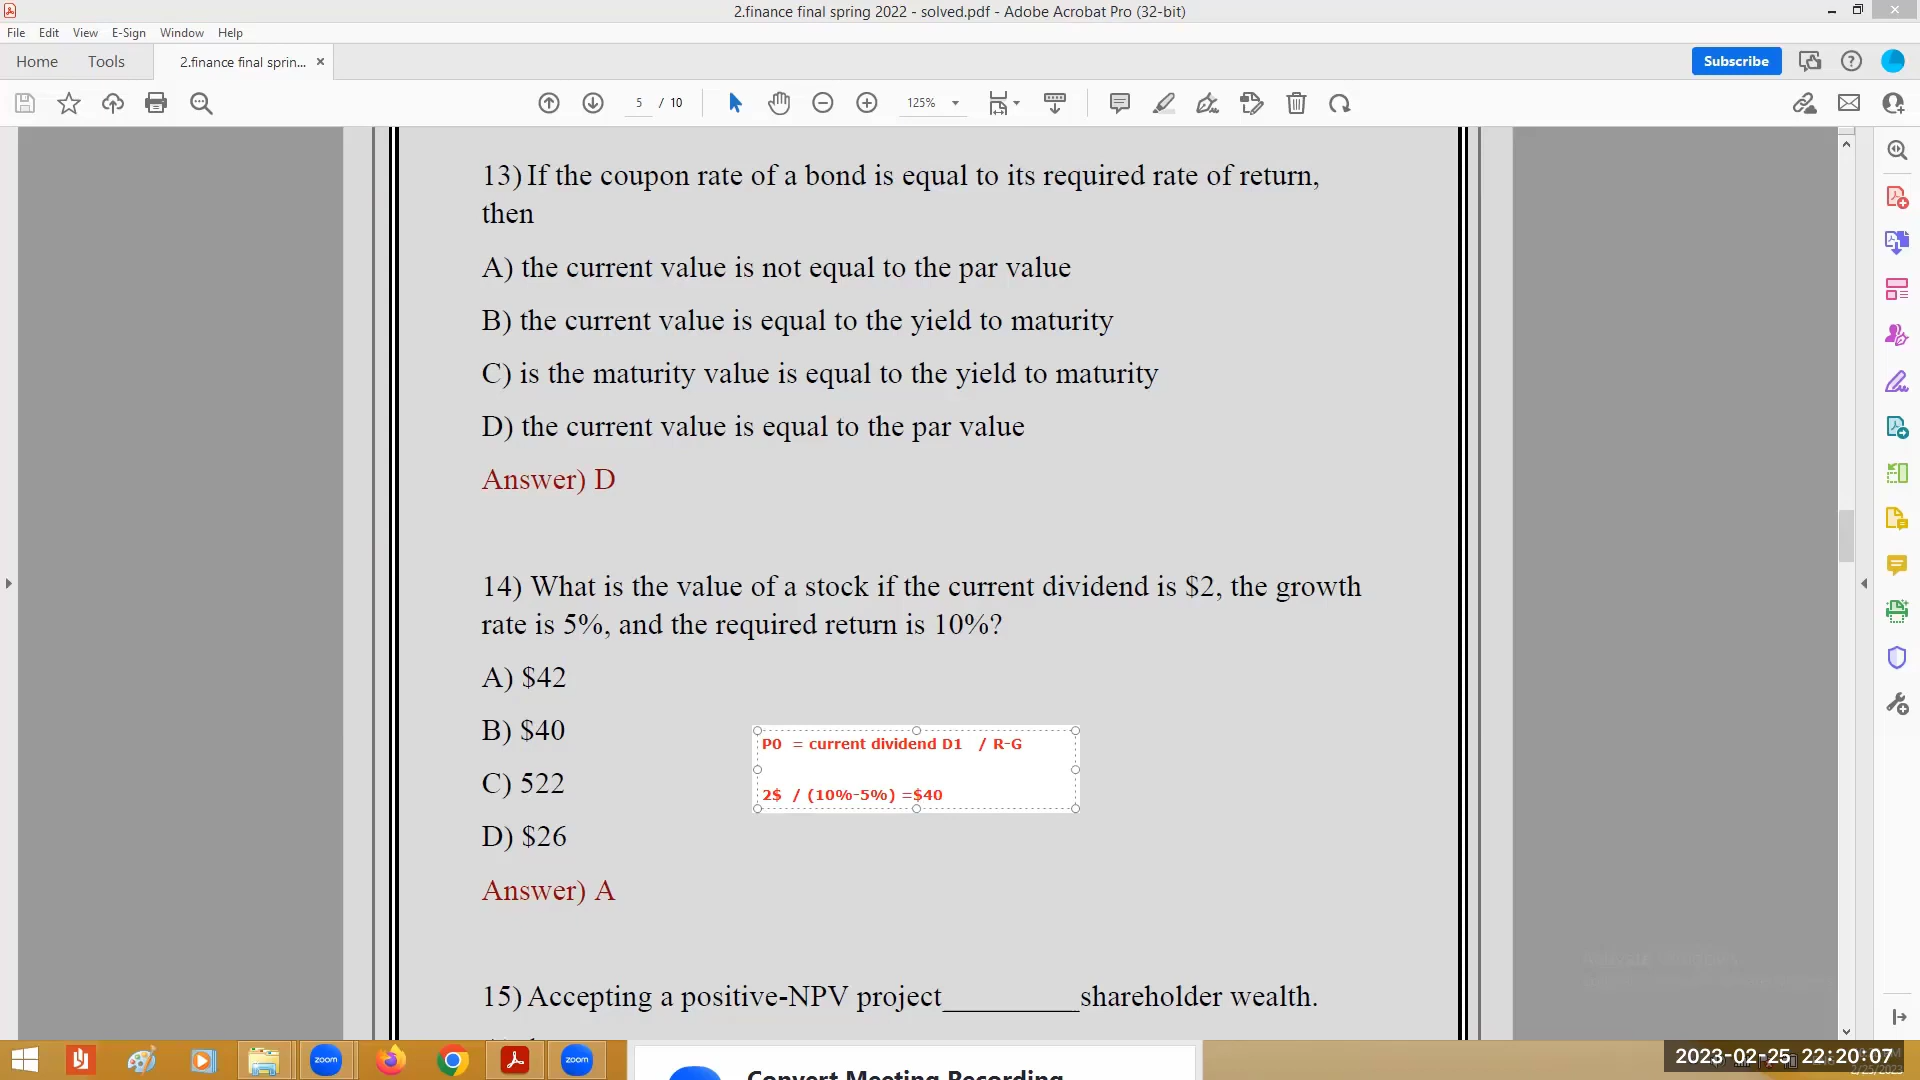 2.finance final spring 2022 - solved.pdf - Adobe Acrobat Pro (32-bit)
File Edit View E-Sign Window Help
Home Tools 2.finance final sprin... × Subscribe
5 / 10 125%
13) If the coupon rate of a bond is equal to its required rate of return,
then
A) the current value is not equal to the par value
B) the current value is equal to the yield to maturity
C) is the maturity value is equal to the yield to maturity
D) the current value is equal to the par value
Answer) D
14) What is the value of a stock if the current dividend is $2, the growth
rate is 5%, and the required return is 10%?
A) $42
B) $40
P0 = current dividend D1 / R-G
C) 522
2$ / (10%-5%) =$40
D) $26
Answer) A
15) Accepting a positive-NPV project_________shareholder wealth.
zoom zoom
Convert Meeting Recording
2023-02-25 22:20:07
2/25/2023